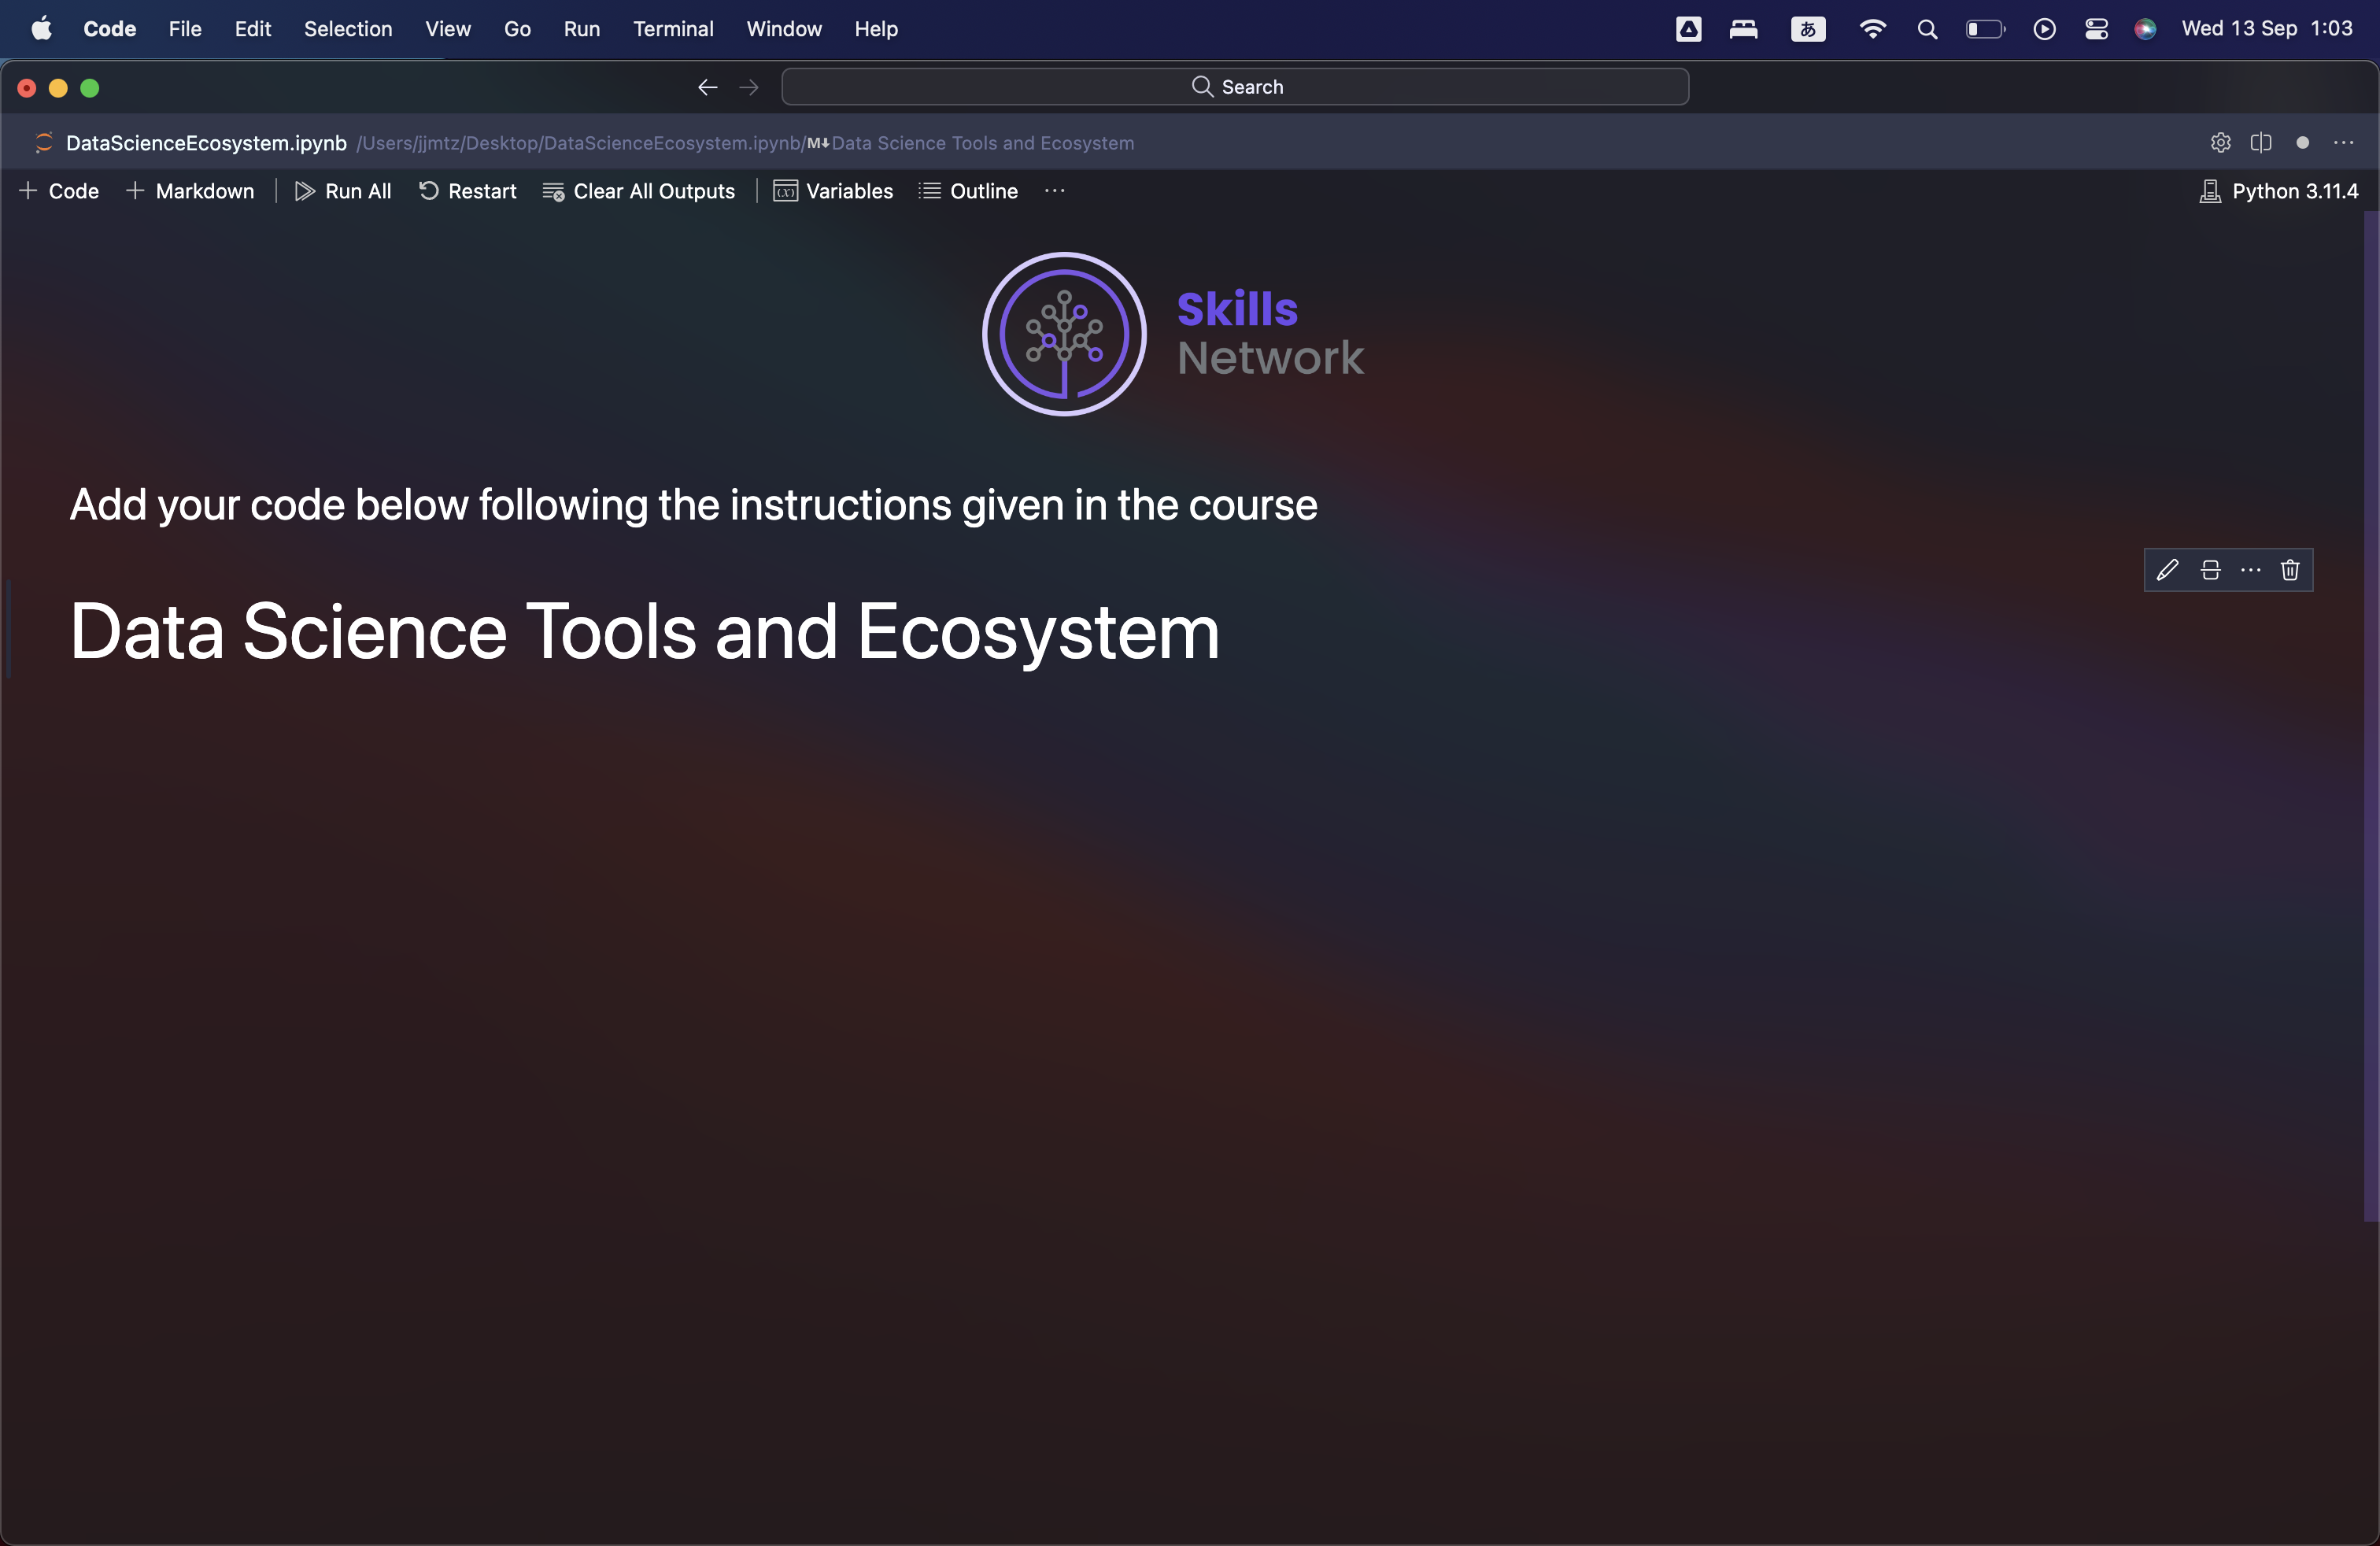 Code File Edit Selection View Go Run Terminal Window Help あ Wed 13 Sep 1:03
Search
DataScienceEcosystem.ipynb /Users/jjmtz/Desktop/DataScienceEcosystem.ipynb/M↓Data Science Tools and Ecosystem
Code Markdown Run All Restart Clear All Outputs (x) Variables Outline ... Python 3.11.4
Skills
Network
Add your code below following the instructions given in the course
Data Science Tools and Ecosystem